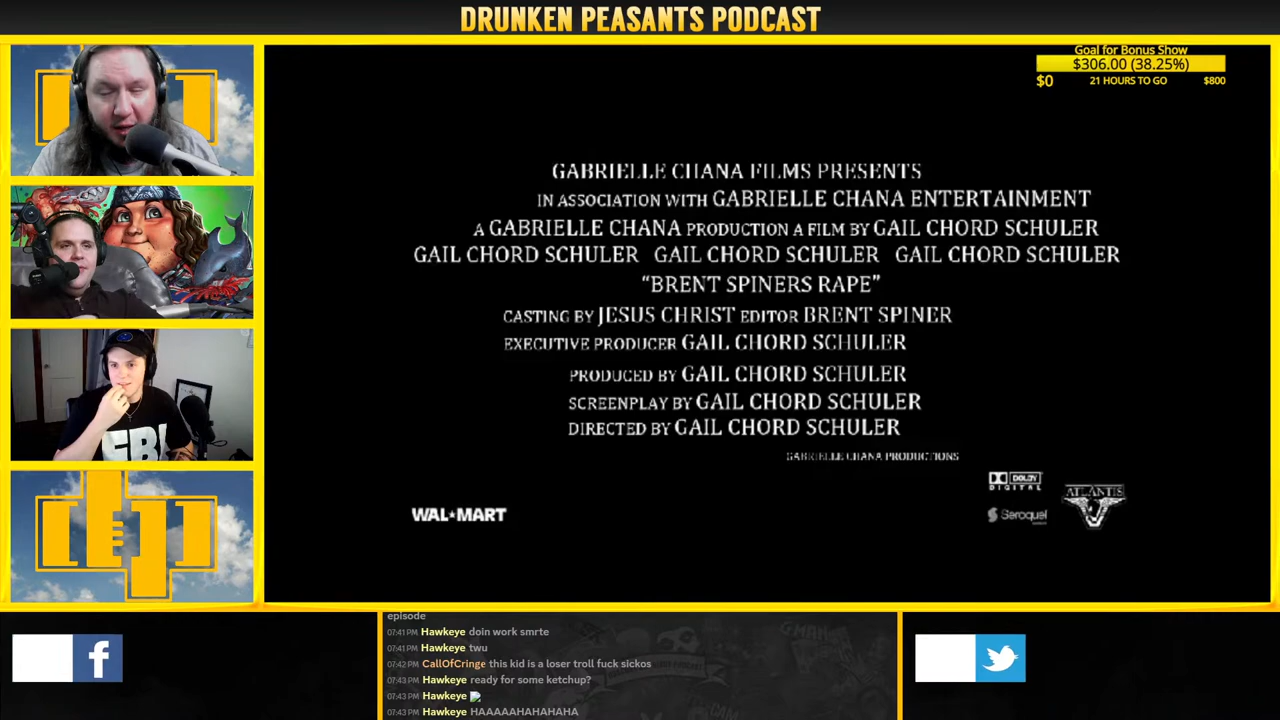 DRUNKEN PEASANTS PODCAST
Goal for Bonus Show
$306.00 (38.25%)
$0 21 HOURS TO GO $800
GABRIELLE CHANA FILMS PRESENTS
IN ASSOCIATION WITH GABRIELLE CHANA ENTERTAINMENT
A GABRIELLE CHANA PRODUCTION A FILM BY GAIL CHORD SCHULER
GAIL CHORD SCHULER GAIL CHORD SCHULER GAIL CHORD SCHULER
“BRENT SPINERS RAPE”
CASTING BY JESUS CHRIST EDITOR BRENT SPINER
EXECUTIVE PRODUCER GAIL CHORD SCHULER
PRODUCED BY GAIL CHORD SCHULER
SCREENPLAY BY GAIL CHORD SCHULER
DIRECTED BY GAIL CHORD SCHULER
GABRIELLE CHANA PRODUCTIONS
DOLBY
DIGITAL
ATLANTIS
WAL★MART
Seroquel
FBI
episode
07:41 PM Hawkeye doin work smrte
07:41 PM Hawkeye twu
07:42 PM CallOfCringe this kid is a loser troll fuck sickos
07:43 PM Hawkeye ready for some ketchup?
07:43 PM Hawkeye
07:43 PM Hawkeye HAAAAAHAHAHAHA